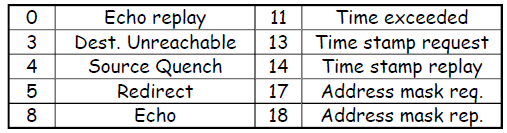 0 Echo replay 11 Time exceeded
3 Dest. Unreachable 13 Time stamp request
4 Source Quench 14 Time stamp replay
5 Redirect 17 Address mask req.
8 Echo 18 Address mask rep.